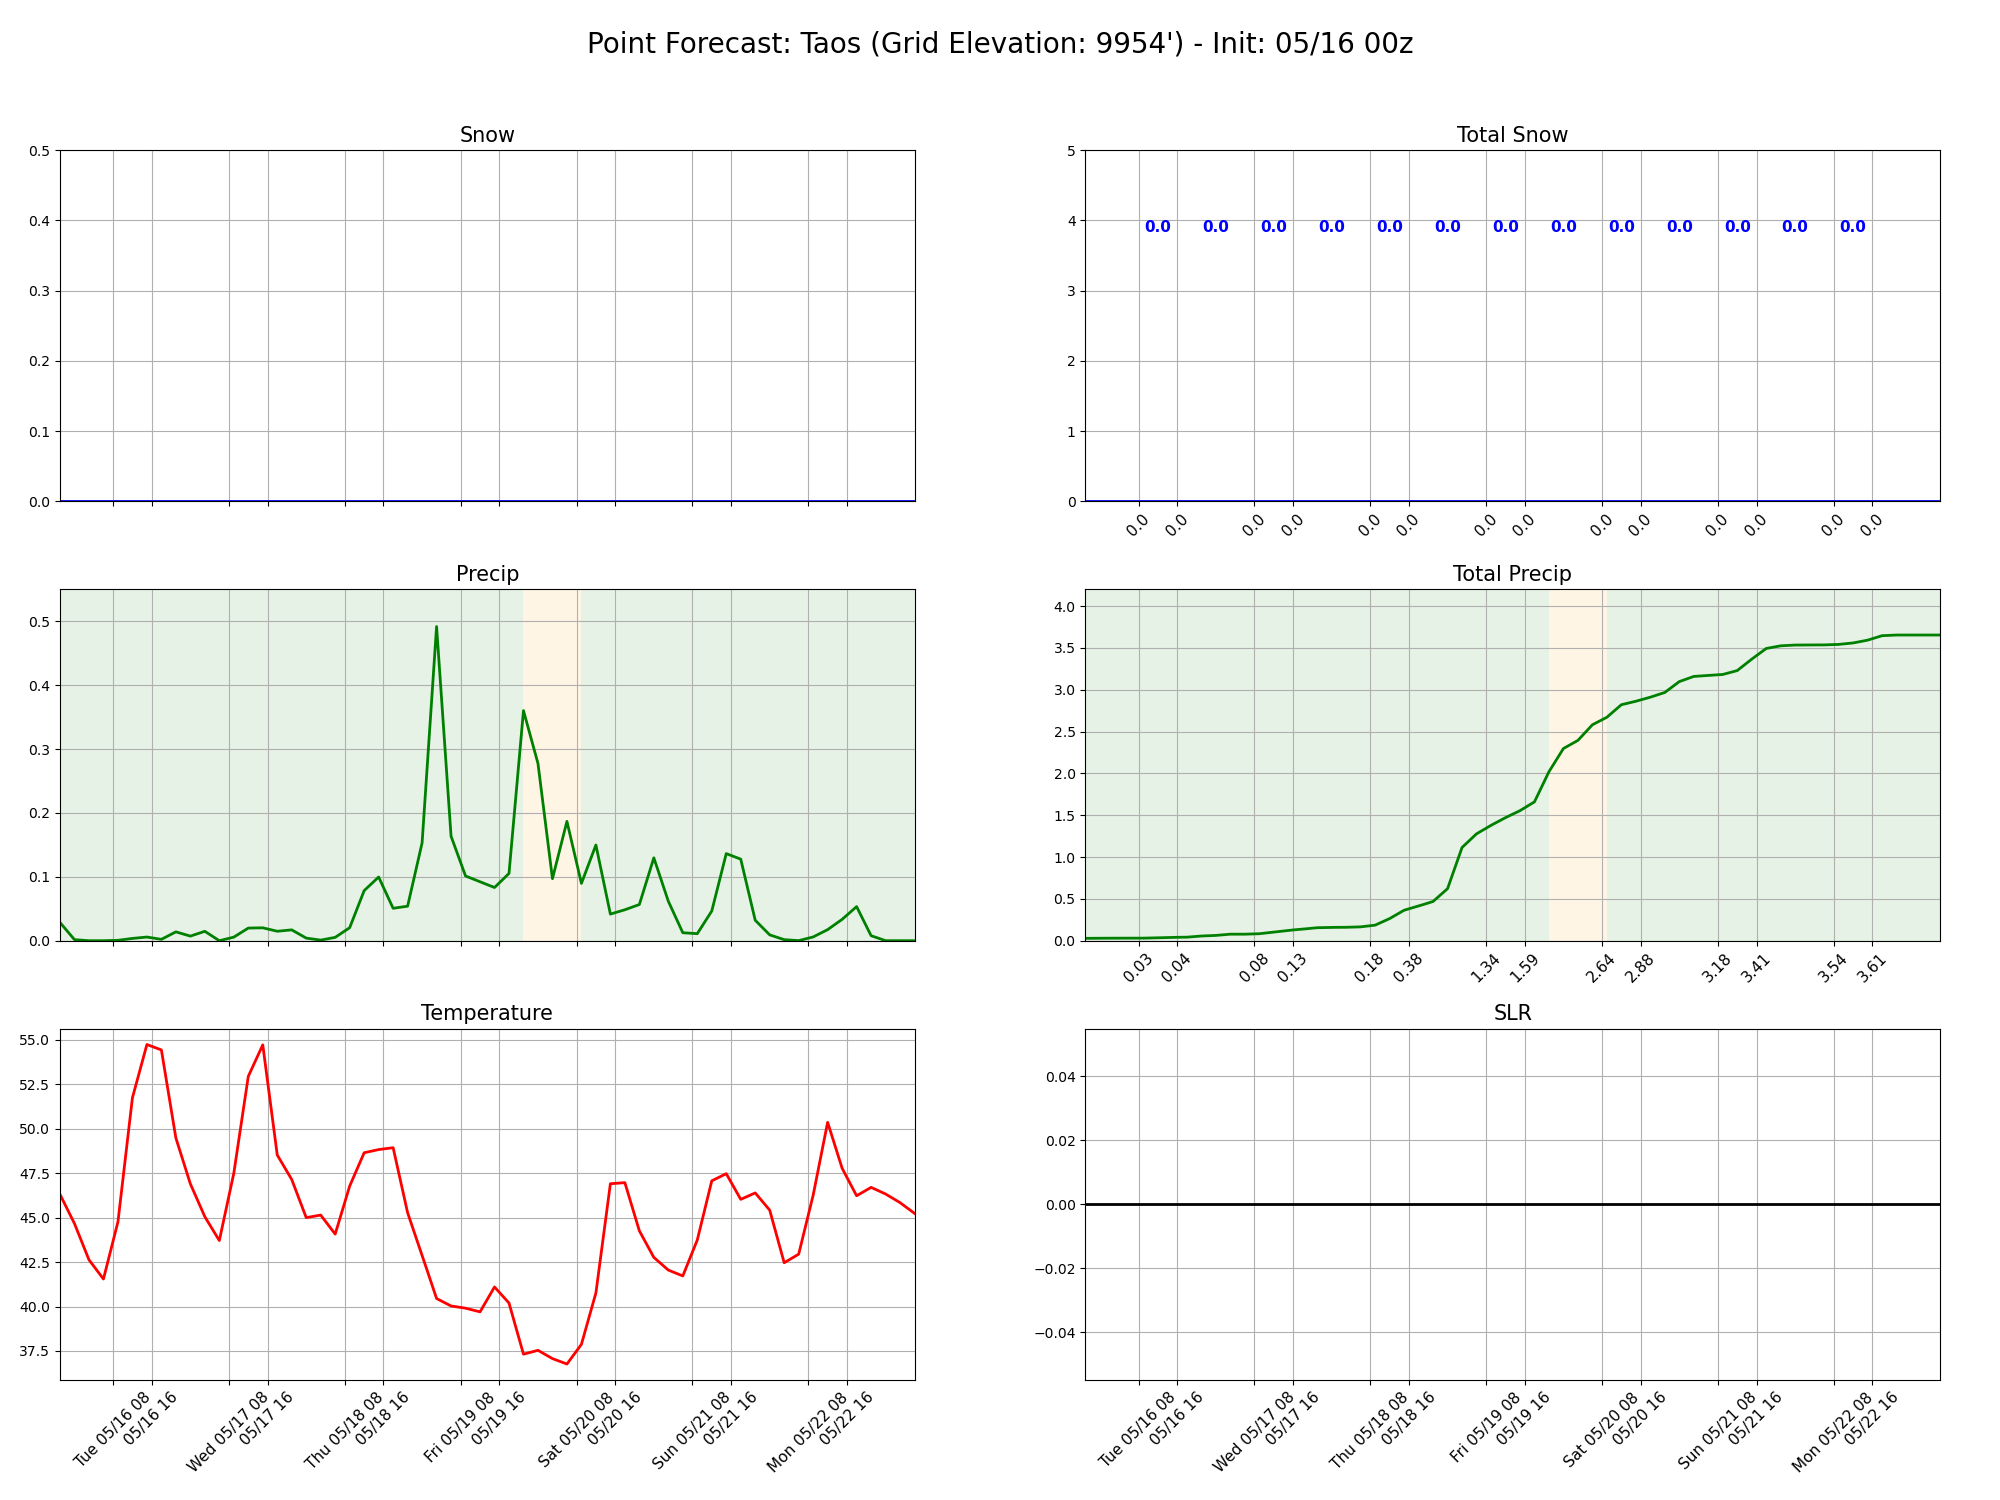 Point Forecast: Taos (Grid Elevation: 9954') - Init: 05/16 00z
Snow
0.5
0.4
0.3
0.2
0.1
0.0
Total Snow
5
4
3
2
1
0
0.0 0.0 0.0 0.0 0.0 0.0 0.0 0.0 0.0 0.0 0.0 0.0 0.0
0.0 0.0 0.0 0.0 0.0 0.0 0.0 0.0 0.0 0.0 0.0 0.0 0.0 0.0
Precip
0.5
0.4
0.3
0.2
0.1
0.0
Total Precip
4.0
3.5
3.0
2.5
2.0
1.5
1.0
0.5
0.0
0.03 0.04 0.08 0.13 0.18 0.38 1.34 1.59 2.64 2.88 3.18 3.41 3.54 3.61
Temperature
55.0
52.5
50.0
47.5
45.0
42.5
40.0
37.5
Tue 05/16 08
05/16 16
Wed 05/17 08
05/17 16
Thu 05/18 08
05/18 16
Fri 05/19 08
05/19 16
Sat 05/20 08
05/20 16
Sun 05/21 08
05/21 16
Mon 05/22 08
05/22 16
SLR
0.04
0.02
0.00
−0.02
−0.04
Tue 05/16 08
05/16 16
Wed 05/17 08
05/17 16
Thu 05/18 08
05/18 16
Fri 05/19 08
05/19 16
Sat 05/20 08
05/20 16
Sun 05/21 08
05/21 16
Mon 05/22 08
05/22 16